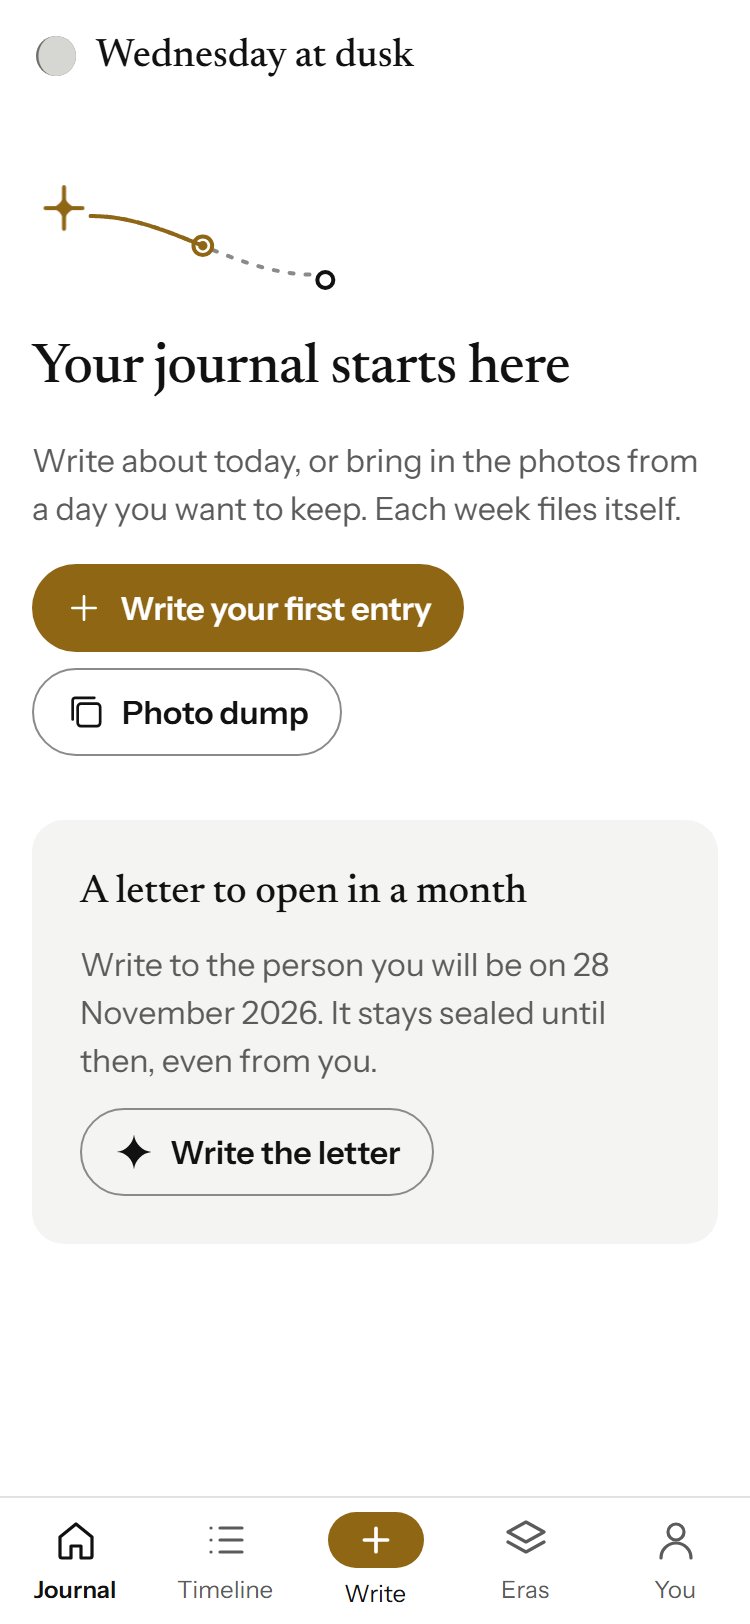 Wednesday at dusk
Your journal starts here
Write about today, or bring in the photos from
a day you want to keep. Each week files itself.
Write your first entry
Photo dump
A letter to open in a month
Write to the person you will be on 28
November 2026. It stays sealed until
then, even from you.
Write the letter
Journal
Timeline
Write
Eras
You